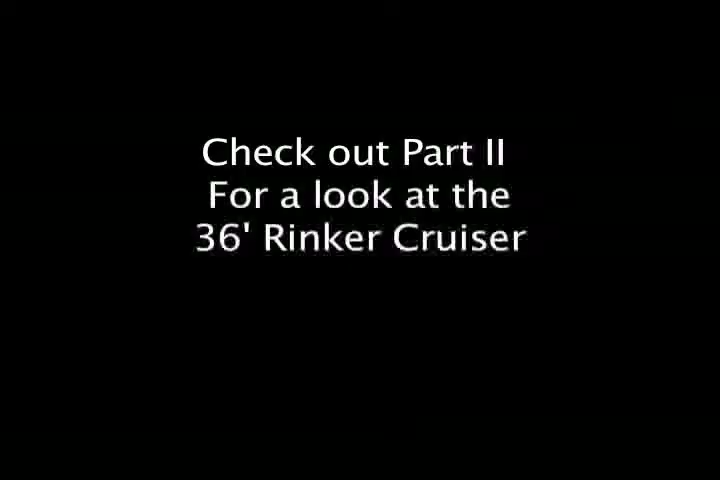 Check out Part II
For a look at the
36' Rinker Cruiser